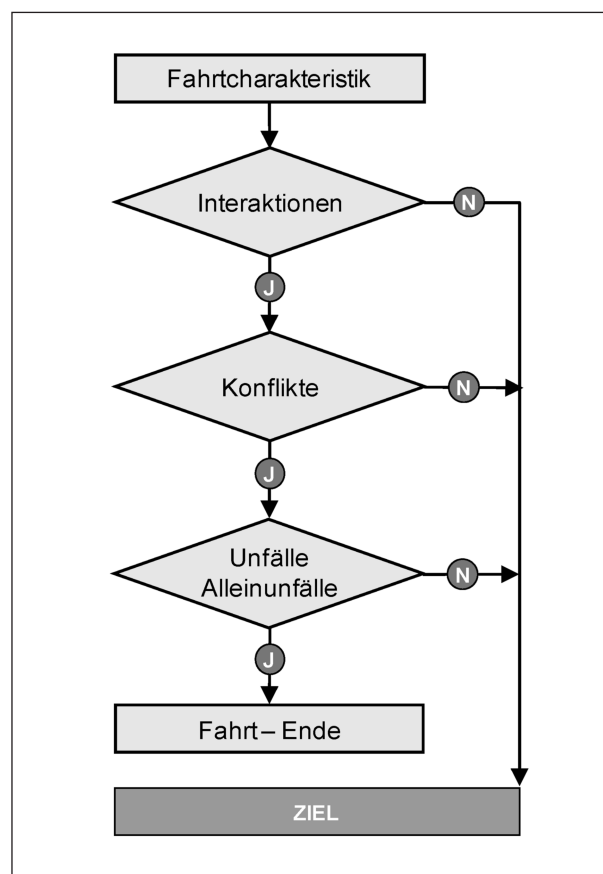 Fahrtcharakteristik
Interaktionen
N
J
Konflikte
N
J
Unfälle
Alleinunfälle
N
J
Fahrt – Ende
ZIEL